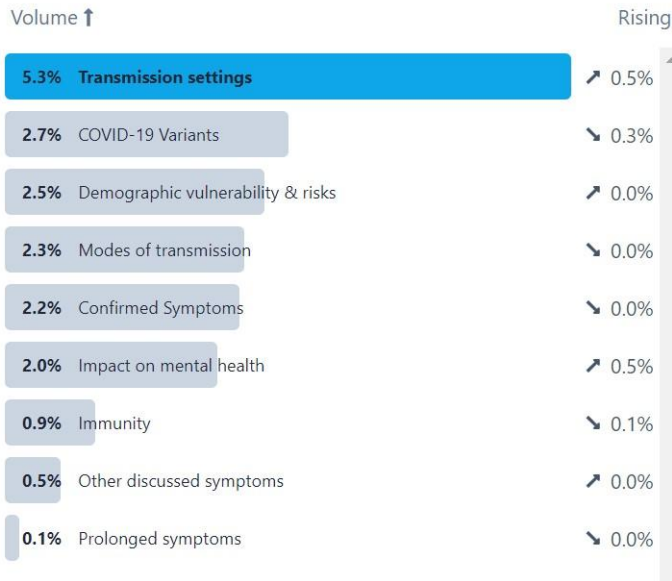 Volume ⬆ Rising
5.3% Transmission settings ↗ 0.5%
2.7% COVID-19 Variants ↘ 0.3%
2.5% Demographic vulnerability & risks ↗ 0.0%
2.3% Modes of transmission ↘ 0.0%
2.2% Confirmed Symptoms ↘ 0.0%
2.0% Impact on mental health ↗ 0.5%
0.9% Immunity ↘ 0.1%
0.5% Other discussed symptoms ↗ 0.0%
0.1% Prolonged symptoms ↘ 0.0%